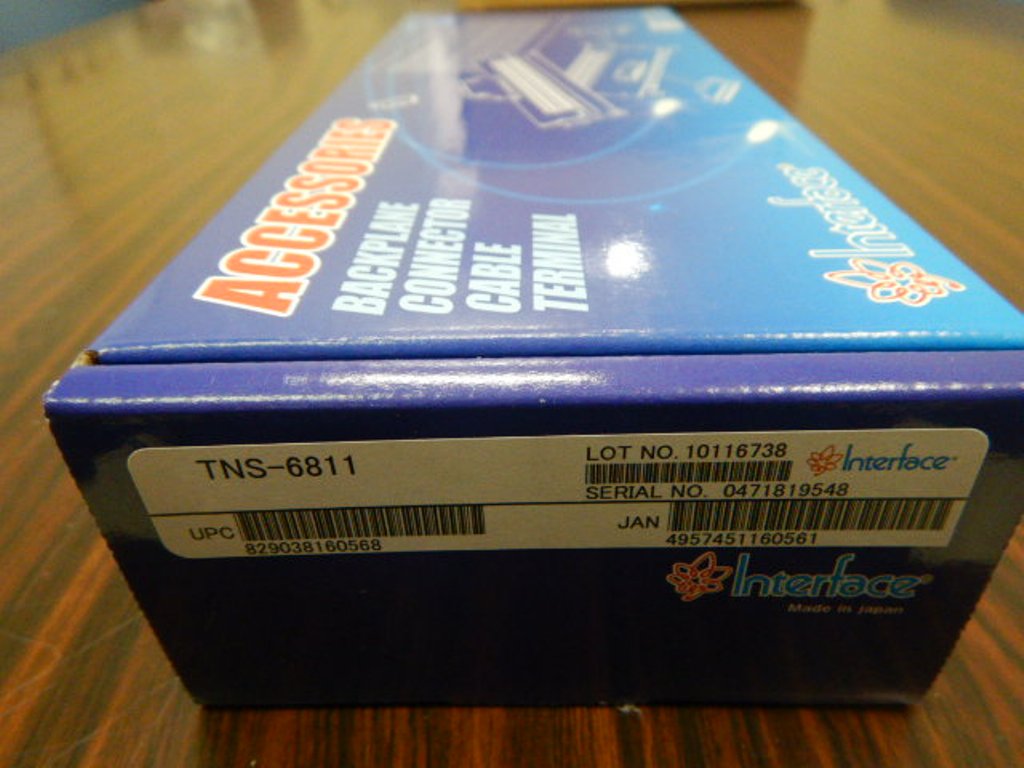 ACCESSORIES
BACKPLANE
CONNECTOR
CABLE
TERMINAL
Interface
TNS-6811
LOT NO. 10116738
Interface
SERIAL NO. 0471819548
UPC
829038160568
JAN
4957451160561
Interface
Made in Japan